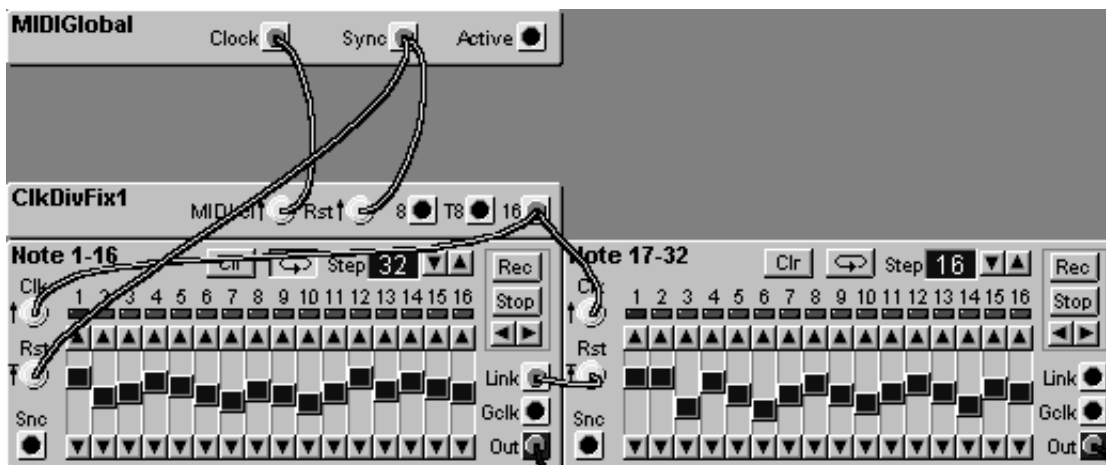 MIDIGlobal
Clock Sync Active
ClkDivFix1
Rst 8 T8 16
Note 1-16
Clr Step 32 Rec
Clk
1 2 3 4 5 6 7 8 9 10 11 12 13 14 15 16 Stop
Rst
Link
Gclk
Snc
Out
Note 17-32
Clr Step 16 Rec
Clk
1 2 3 4 5 6 7 8 9 10 11 12 13 14 15 16 Stop
Rst
Link
Gclk
Snc
Out